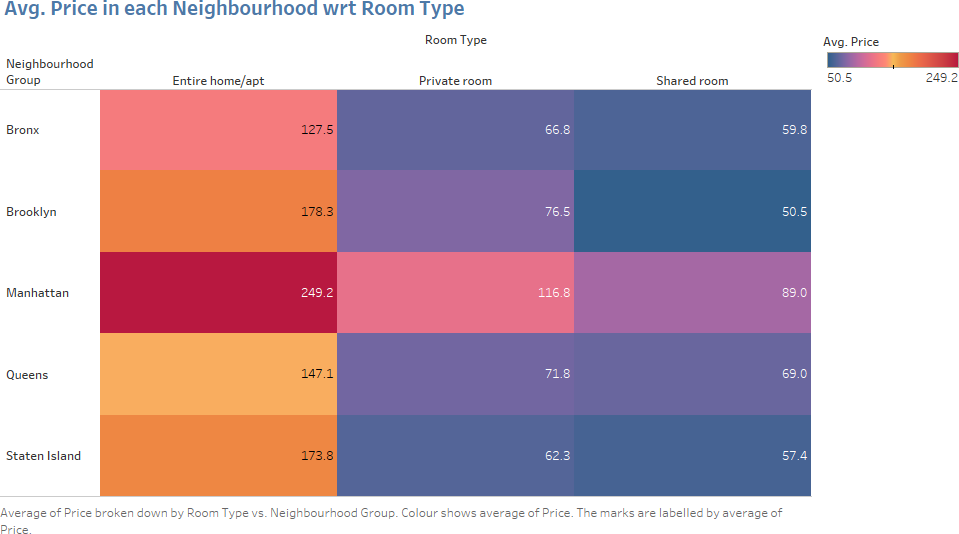 Avg. Price in each Neighbourhood wrt Room Type
Room Type
Avg. Price
50.5 249.2
Neighbourhood
Group
Entire home/apt Private room Shared room
Bronx 127.5 66.8 59.8
Brooklyn 178.3 76.5 50.5
Manhattan 249.2 116.8 89.0
Queens 147.1 71.8 69.0
Staten Island 173.8 62.3 57.4
Average of Price broken down by Room Type vs. Neighbourhood Group. Colour shows average of Price. The marks are labelled by average of
Price.